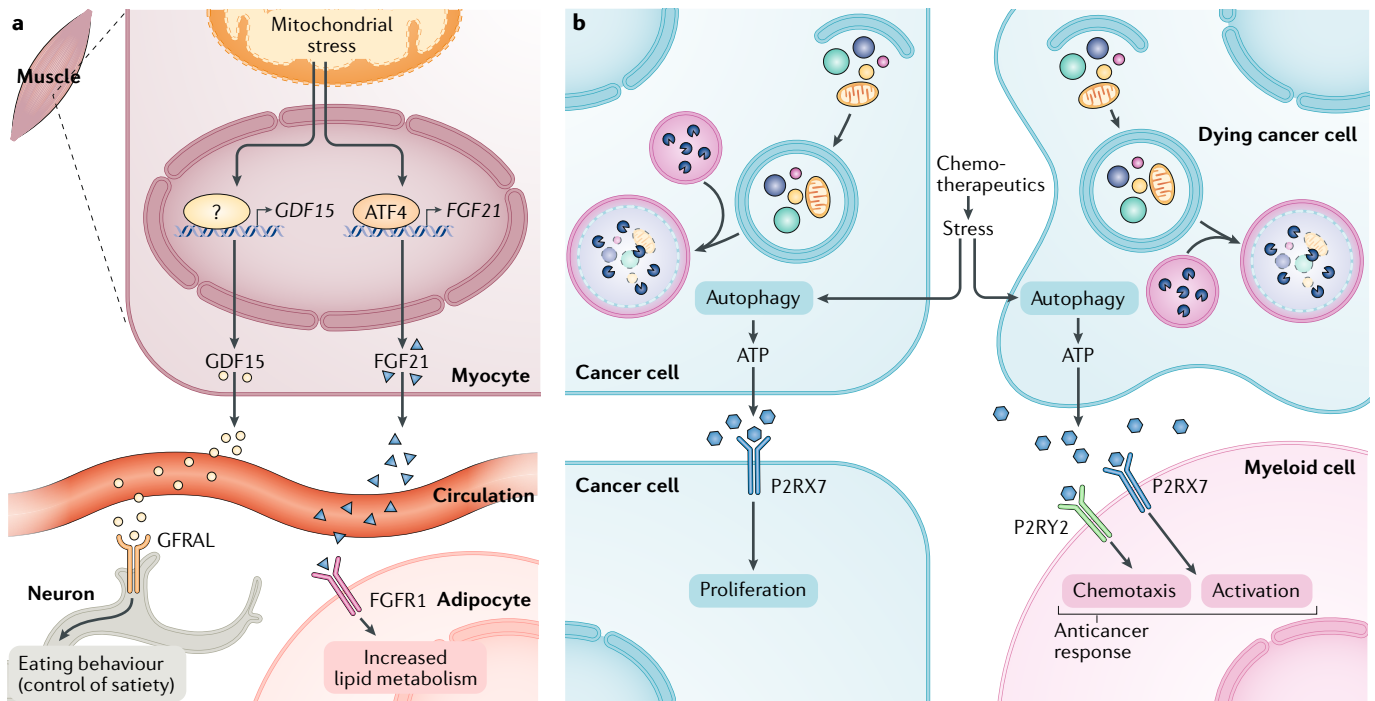 a
Mitochondrial
stress
Muscle
?
GDF15
ATF4
FGF21
GDF15
FGF21
Myocyte
Circulation
GFRAL
Neuron
FGFR1
Adipocyte
Eating behaviour
(control of satiety)
Increased
lipid metabolism
b
Dying cancer cell
Chemo-
therapeutics
Stress
Autophagy
Autophagy
ATP
ATP
Cancer cell
Cancer cell
P2RX7
Proliferation
Myeloid cell
P2RX7
P2RY2
Chemotaxis
Activation
Anticancer
response